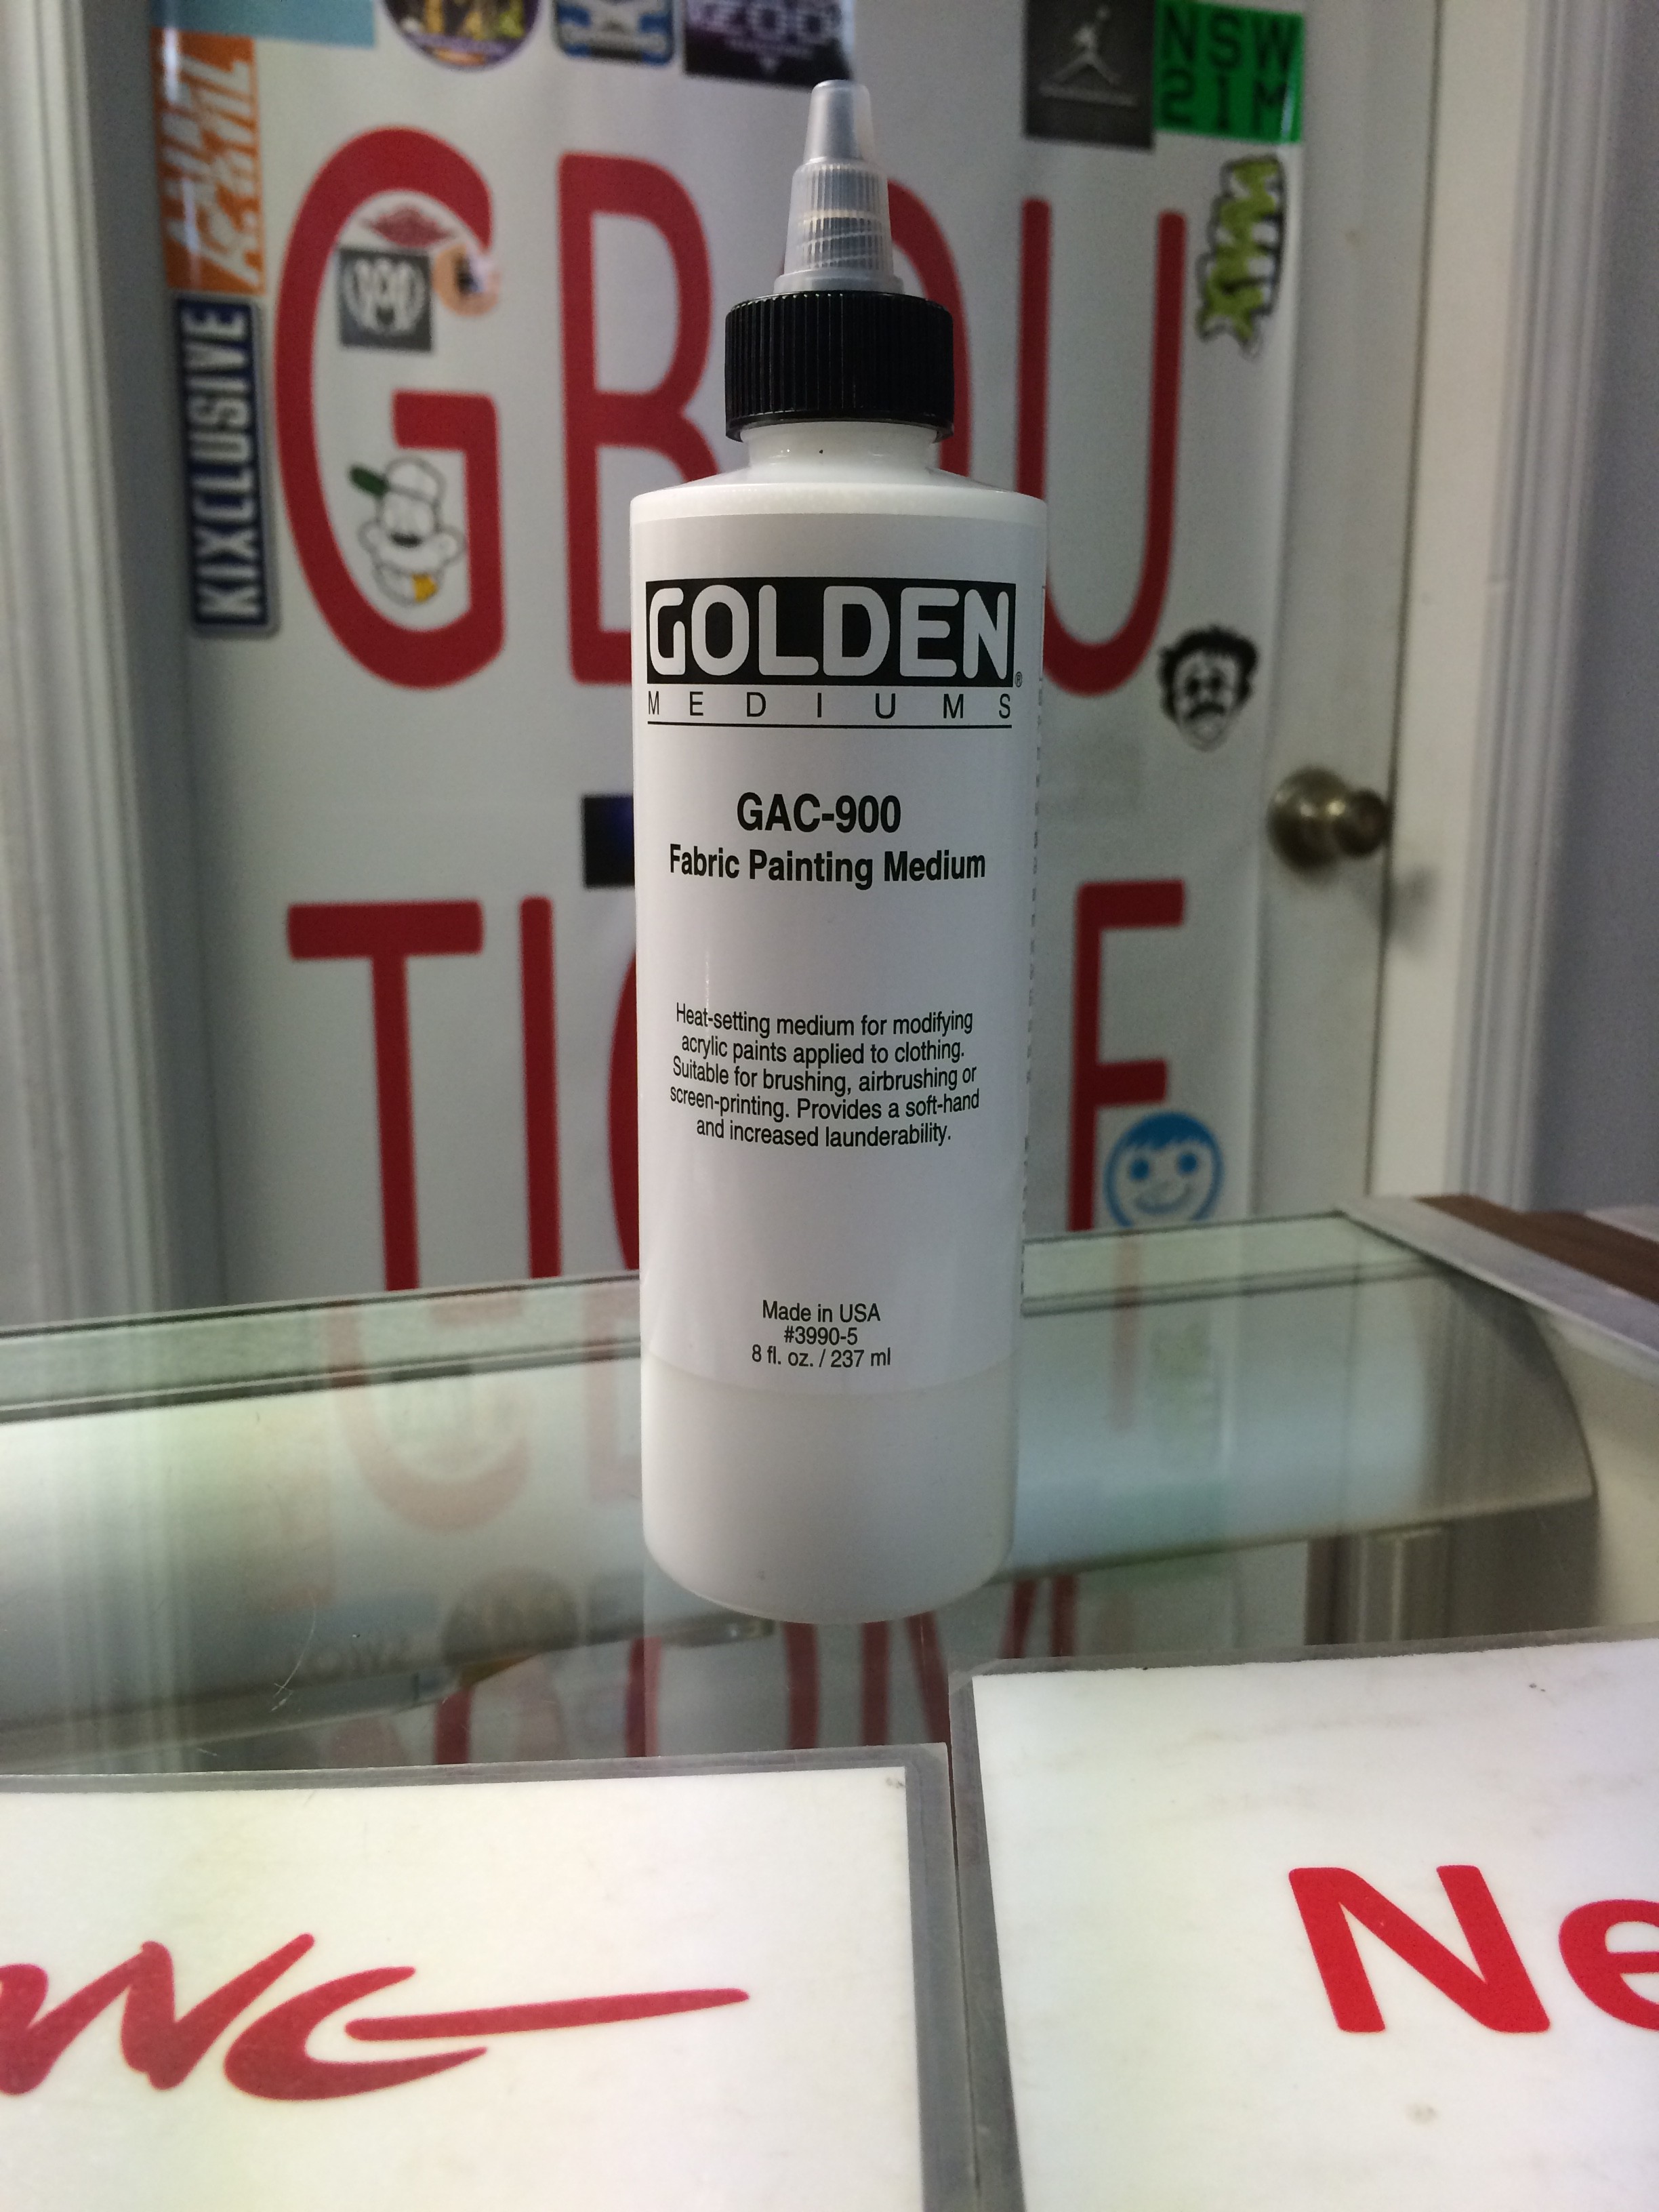 NSW
21M
KIXCLUSIVE
GOLDEN®
MEDIUMS
GAC-900
Fabric Painting Medium
Heat-setting medium for modifying
acrylic paints applied to clothing.
Suitable for brushing, airbrushing or
screen-printing. Provides a soft-hand
and increased launderability.
Made in USA
#3990-5
8 fl. oz. / 237 ml
Ne